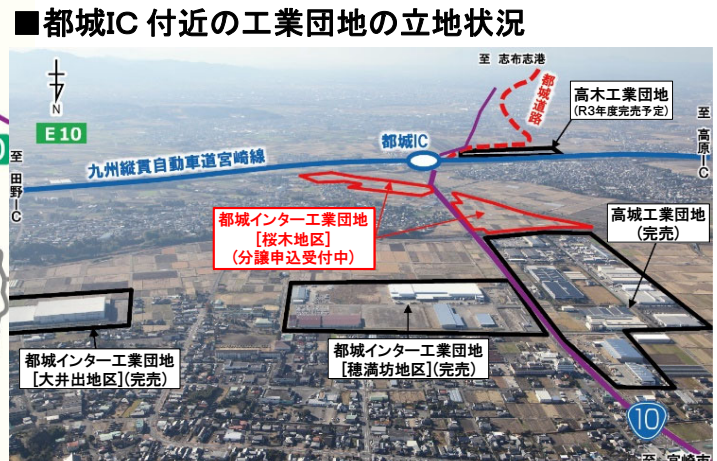 ■都城IC 付近の工業団地の立地状況
至 志布志港
都城道路
高木工業団地
(R3年度完売予定)
至 高原IC
N
E10
都城IC
九州縦貫自動車道宮崎線
至 田野IC
都城インター工業団地
[桜木地区]
(分譲申込受付中)
高城工業団地
(完売)
都城インター工業団地
[大井出地区](完売)
都城インター工業団地
[穂満坊地区](完売)
10
至 宮崎市